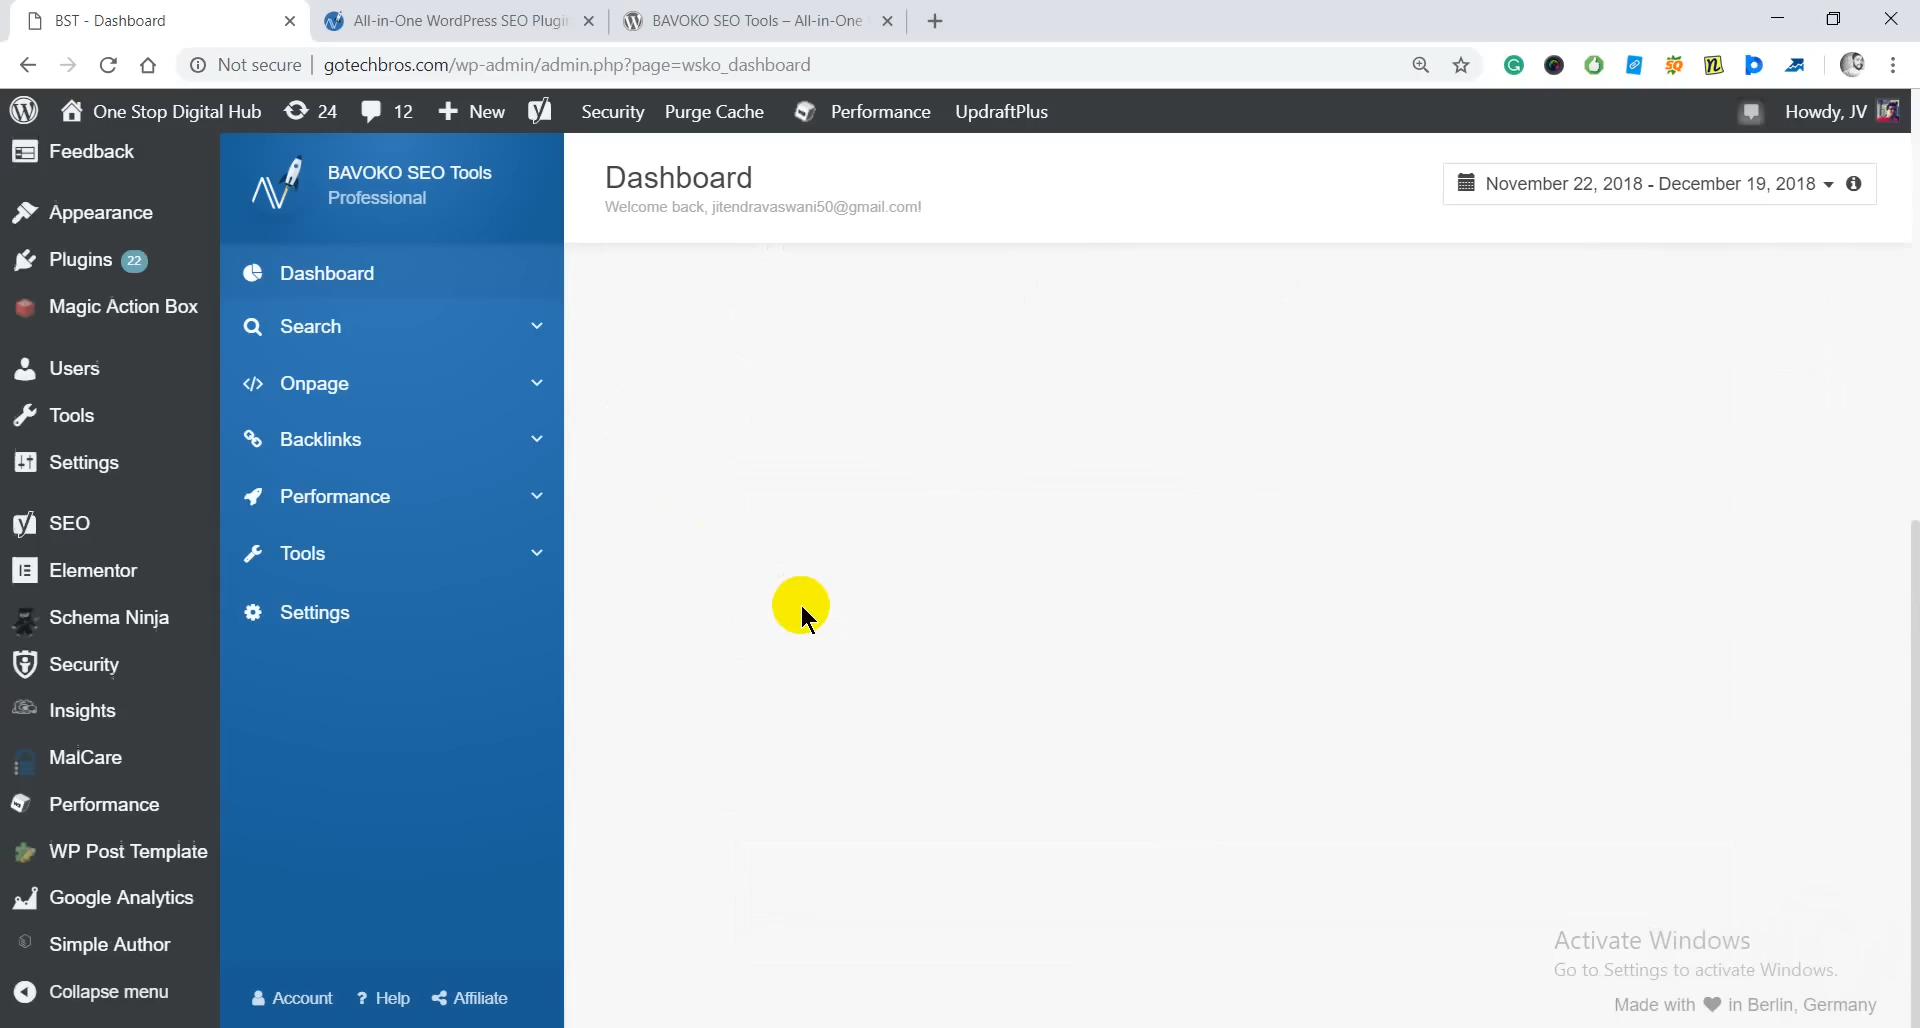 BST - Dashboard
All-in-One WordPress SEO Plugi
BAVOKO SEO Tools – All-in-One
Not secure
gotechbros.com/wp-admin/admin.php?page=wsko_dashboard
One Stop Digital Hub
24
12
New
Security
Purge Cache
Performance
UpdraftPlus
Howdy, JV
Feedback
Appearance
Plugins 22
Magic Action Box
Users
Tools
Settings
SEO
Elementor
Schema Ninja
Security
Insights
MalCare
Performance
WP Post Template
Google Analytics
Simple Author
Collapse menu
BAVOKO SEO Tools
Professional
Dashboard
Search
Onpage
Backlinks
Performance
Tools
Settings
Account
? Help
Affiliate
Dashboard
Welcome back, jitendravaswani50@gmail.com!
November 22, 2018 - December 19, 2018
Activate Windows
Go to Settings to activate Windows.
Made with ♥ in Berlin, Germany